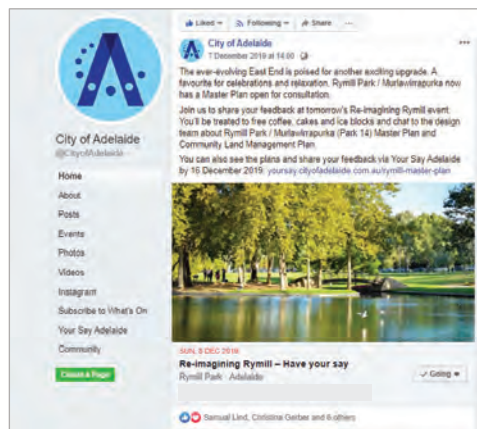 Liked
Following
Share
...
City of Adelaide
7 December 2019 at 14:00
The ever-evolving East End is poised for another exciting upgrade. A
favourite for celebrations and relaxation, Rymill Park / Murlawirrapurka now
has a Master Plan open for consultation.
Join us to share your feedback at tomorrow's Re-imagining Rymill event.
You'll be treated to free coffee, cakes and ice blocks and chat to the design
team about Rymill Park / Murlawirrapurka (Park 14) Master Plan and
Community Land Management Plan.
You can also see the plans and share your feedback via Your Say Adelaide
by 16 December 2019: yoursay.cityofadelaide.com.au/rymill-master-plan
City of Adelaide
@CityofAdelaide
Home
About
Posts
Events
Photos
Videos
Instagram
Subscribe to What's On
Your Say Adelaide
Community
Create a Page
SUN, 8 DEC 2019
Re-imagining Rymill – Have your say
Rymill Park · Adelaide
Going
Samual Lind, Christina Gerber and 6 others